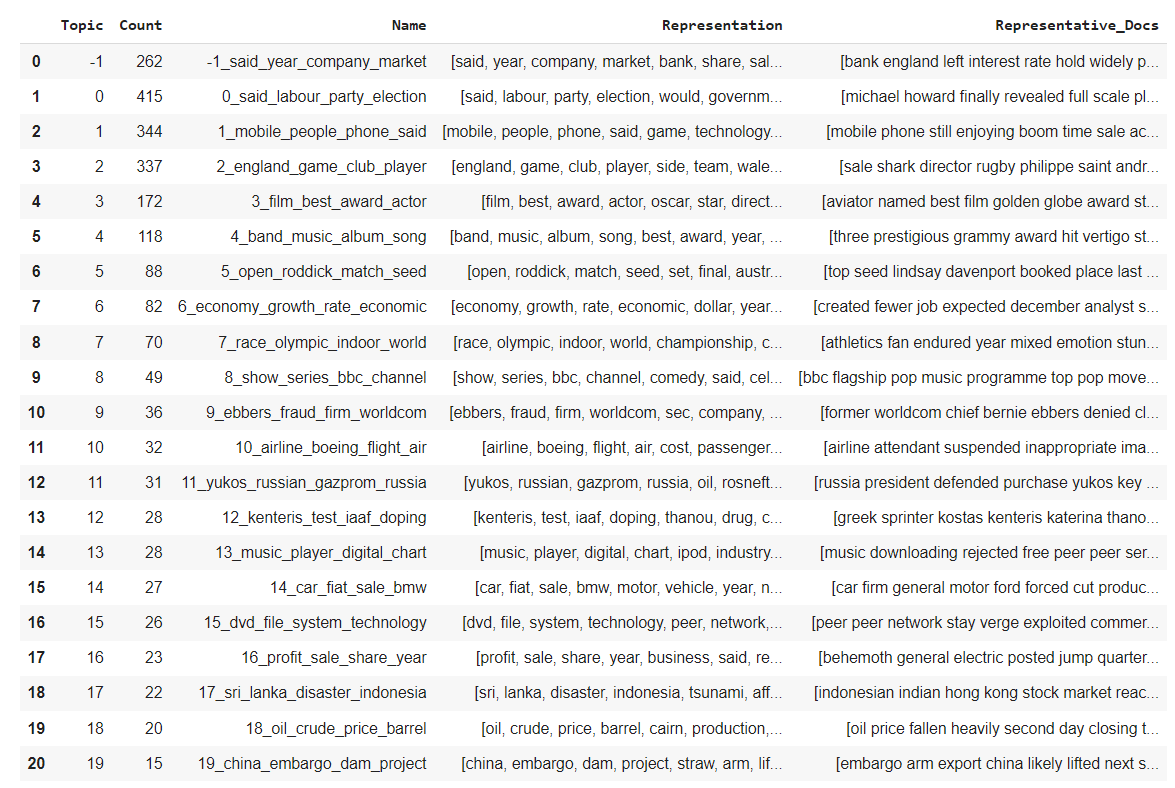 Topic Count Name Representation Representative_Docs
0 -1 262 -1_said_year_company_market [said, year, company, market, bank, share, sal... [bank england left interest rate hold widely p...
1 0 415 0_said_labour_party_election [said, labour, party, election, would, governm... [michael howard finally revealed full scale pl...
2 1 344 1_mobile_people_phone_said [mobile, people, phone, said, game, technology... [mobile phone still enjoying boom time sale ac...
3 2 337 2_england_game_club_player [england, game, club, player, side, team, wale... [sale shark director rugby philippe saint andr...
4 3 172 3_film_best_award_actor [film, best, award, actor, oscar, star, direct... [aviator named best film golden globe award st...
5 4 118 4_band_music_album_song [band, music, album, song, best, award, year, ... [three prestigious grammy award hit vertigo st...
6 5 88 5_open_roddick_match_seed [open, roddick, match, seed, set, final, austr... [top seed lindsay davenport booked place last ...
7 6 82 6_economy_growth_rate_economic [economy, growth, rate, economic, dollar, year... [created fewer job expected december analyst s...
8 7 70 7_race_olympic_indoor_world [race, olympic, indoor, world, championship, c... [athletics fan endured year mixed emotion stun...
9 8 49 8_show_series_bbc_channel [show, series, bbc, channel, comedy, said, cel... [bbc flagship pop music programme top pop move...
10 9 36 9_ebbers_fraud_firm_worldcom [ebbers, fraud, firm, worldcom, sec, company, ... [former worldcom chief bernie ebbers denied cl...
11 10 32 10_airline_boeing_flight_air [airline, boeing, flight, air, cost, passenger... [airline attendant suspended inappropriate ima...
12 11 31 11_yukos_russian_gazprom_russia [yukos, russian, gazprom, russia, oil, rosneft... [russia president defended purchase yukos key ...
13 12 28 12_kenteris_test_iaaf_doping [kenteris, test, iaaf, doping, thanou, drug, c... [greek sprinter kostas kenteris katerina thano...
14 13 28 13_music_player_digital_chart [music, player, digital, chart, ipod, industry... [music downloading rejected free peer peer ser...
15 14 27 14_car_fiat_sale_bmw [car, fiat, sale, bmw, motor, vehicle, year, n... [car firm general motor ford forced cut produc...
16 15 26 15_dvd_file_system_technology [dvd, file, system, technology, peer, network,... [peer peer network stay verge exploited commer...
17 16 23 16_profit_sale_share_year [profit, sale, share, year, business, said, re... [behemoth general electric posted jump quarter...
18 17 22 17_sri_lanka_disaster_indonesia [sri, lanka, disaster, indonesia, tsunami, aff... [indonesian indian hong kong stock market reac...
19 18 20 18_oil_crude_price_barrel [oil, crude, price, barrel, cairn, production,... [oil price fallen heavily second day closing t...
20 19 15 19_china_embargo_dam_project [china, embargo, dam, project, straw, arm, lif... [embargo arm export china likely lifted next s...